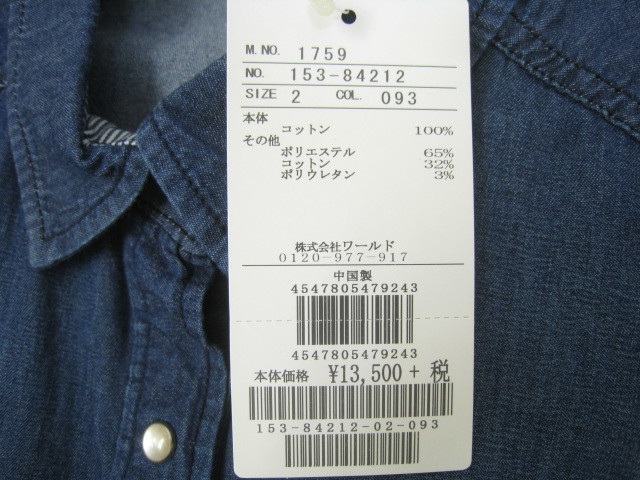 M.NO. 1759
NO. 153-84212
SIZE 2 COL. 093
本体
コットン 100%
その他
ポリエステル 65%
コットン 32%
ポリウレタン 3%
株式会社ワールド
0120-977-917
中国製
4547805479243
4547805479243
本体価格 ¥13,500 + 税
153-84212-02-093